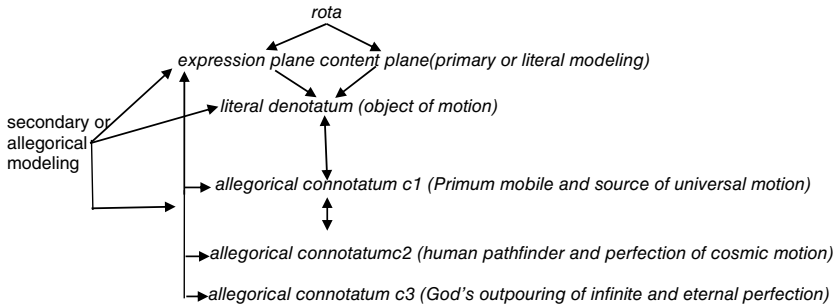 rota
expression plane content plane(primary or literal modeling)
literal denotatum (object of motion)
secondary or
allegorical
modeling
allegorical connotatum c1 (Primum mobile and source of universal motion)
allegorical connotatumc2 (human pathfinder and perfection of cosmic motion)
allegorical connotatum c3 (God's outpouring of infinite and eternal perfection)